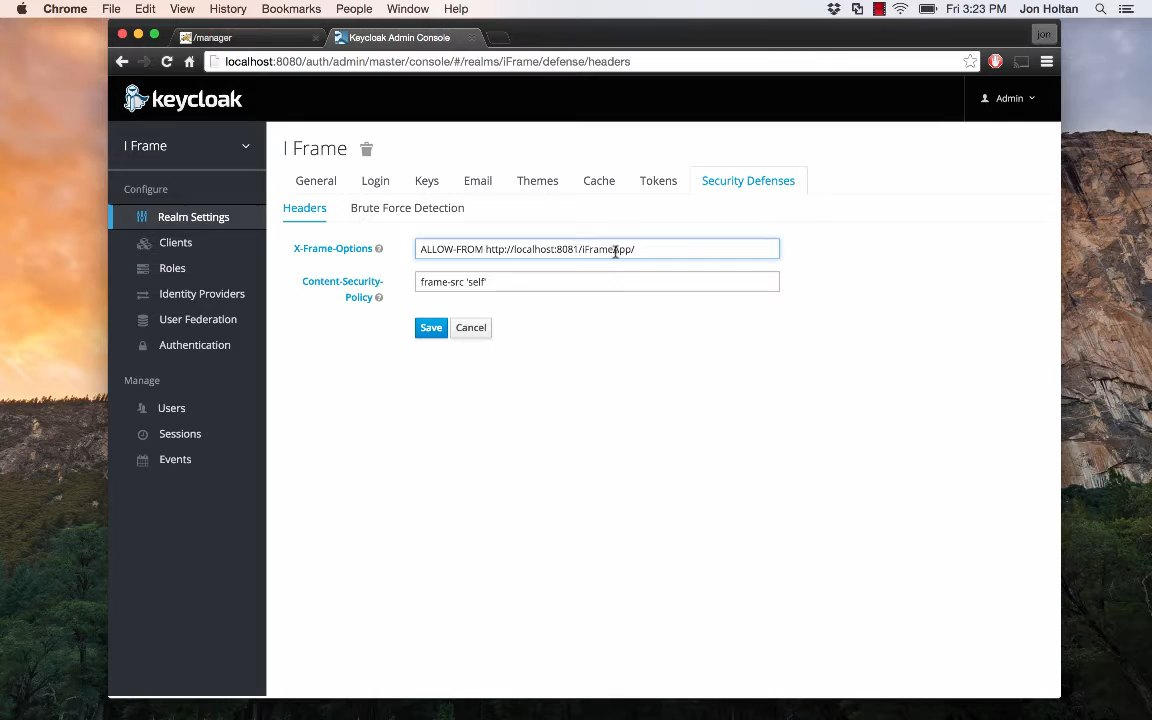 Chrome File Edit View History Bookmarks People Window Help Fri 3:23 PM Jon Holtan
/manager Keycloak Admin Console jon
localhost:8080/auth/admin/master/console/#/realms/iFrame/defense/headers
keycloak Admin
I Frame
I Frame
General Login Keys Email Themes Cache Tokens Security Defenses
Configure
Headers Brute Force Detection
Realm Settings
Clients
Roles
Identity Providers
User Federation
Authentication
Manage
Users
Sessions
Events
X-Frame-Options ALLOW-FROM http://localhost:8081/iFrameApp/
Content-Security-
Policy
frame-src 'self'
Save Cancel